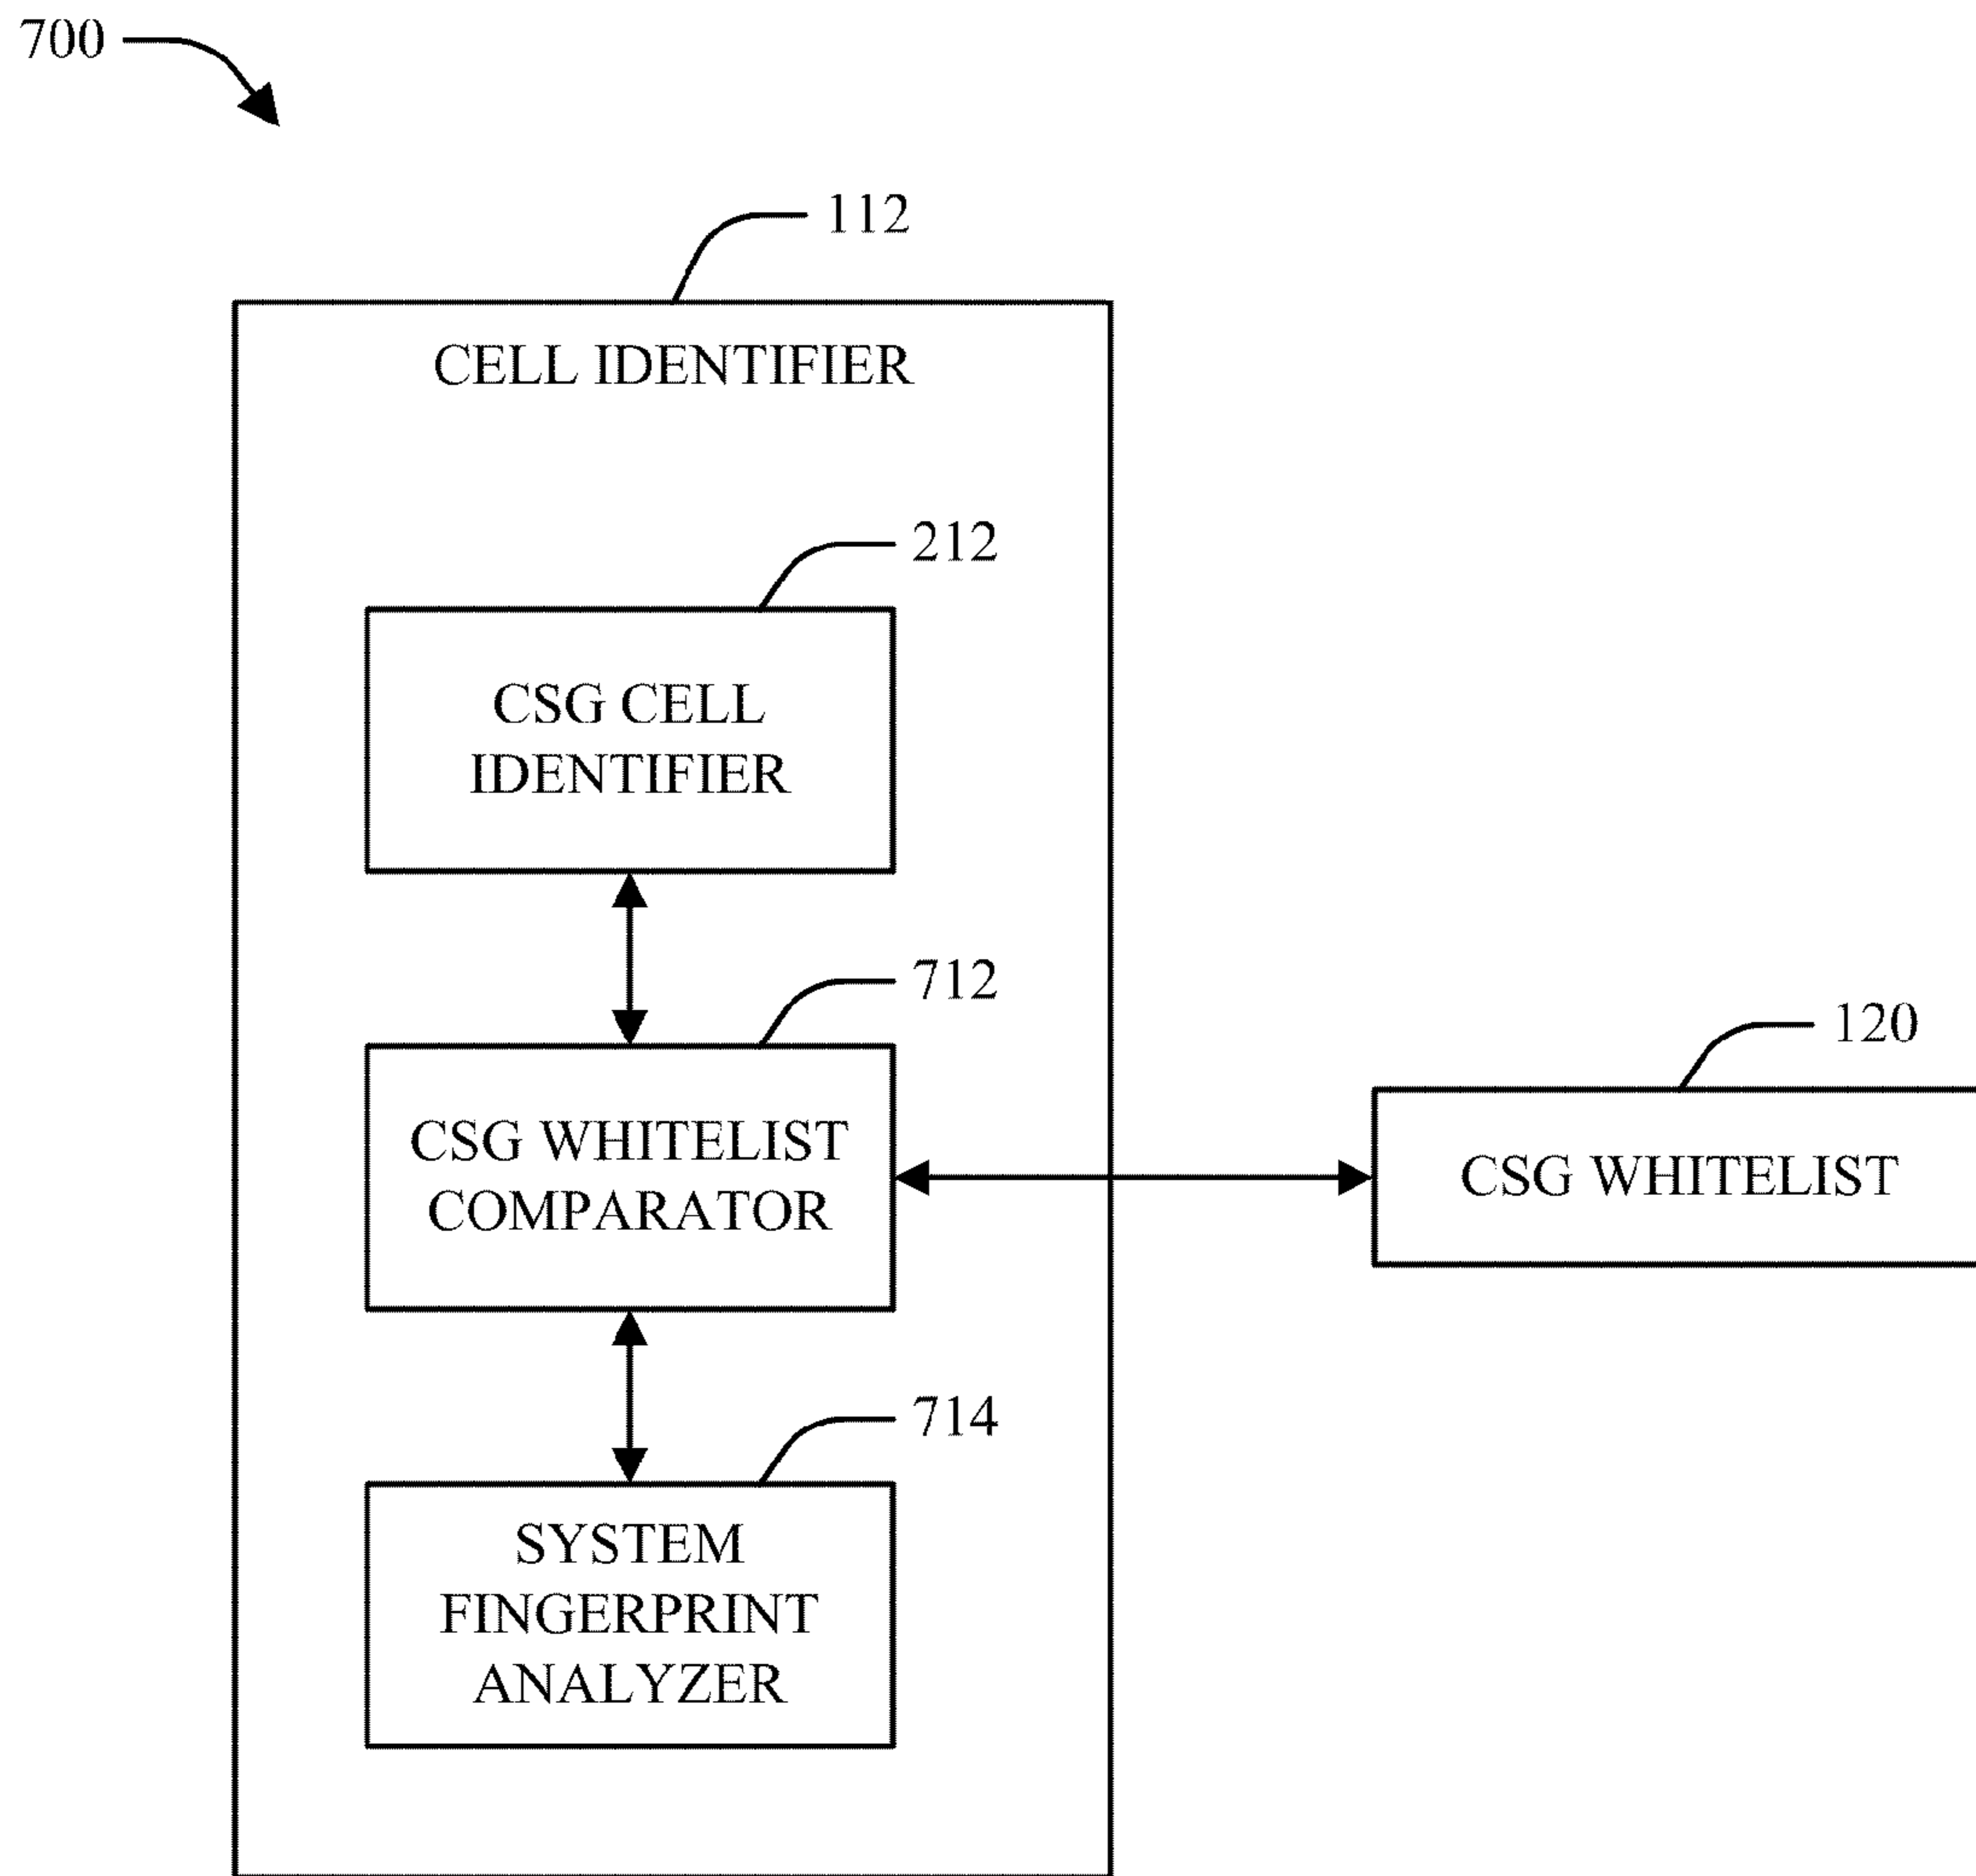 700
112
CELL IDENTIFIER
212
CSG CELL
IDENTIFIER
712
CSG WHITELIST
COMPARATOR
120
CSG WHITELIST
714
SYSTEM
FINGERPRINT
ANALYZER